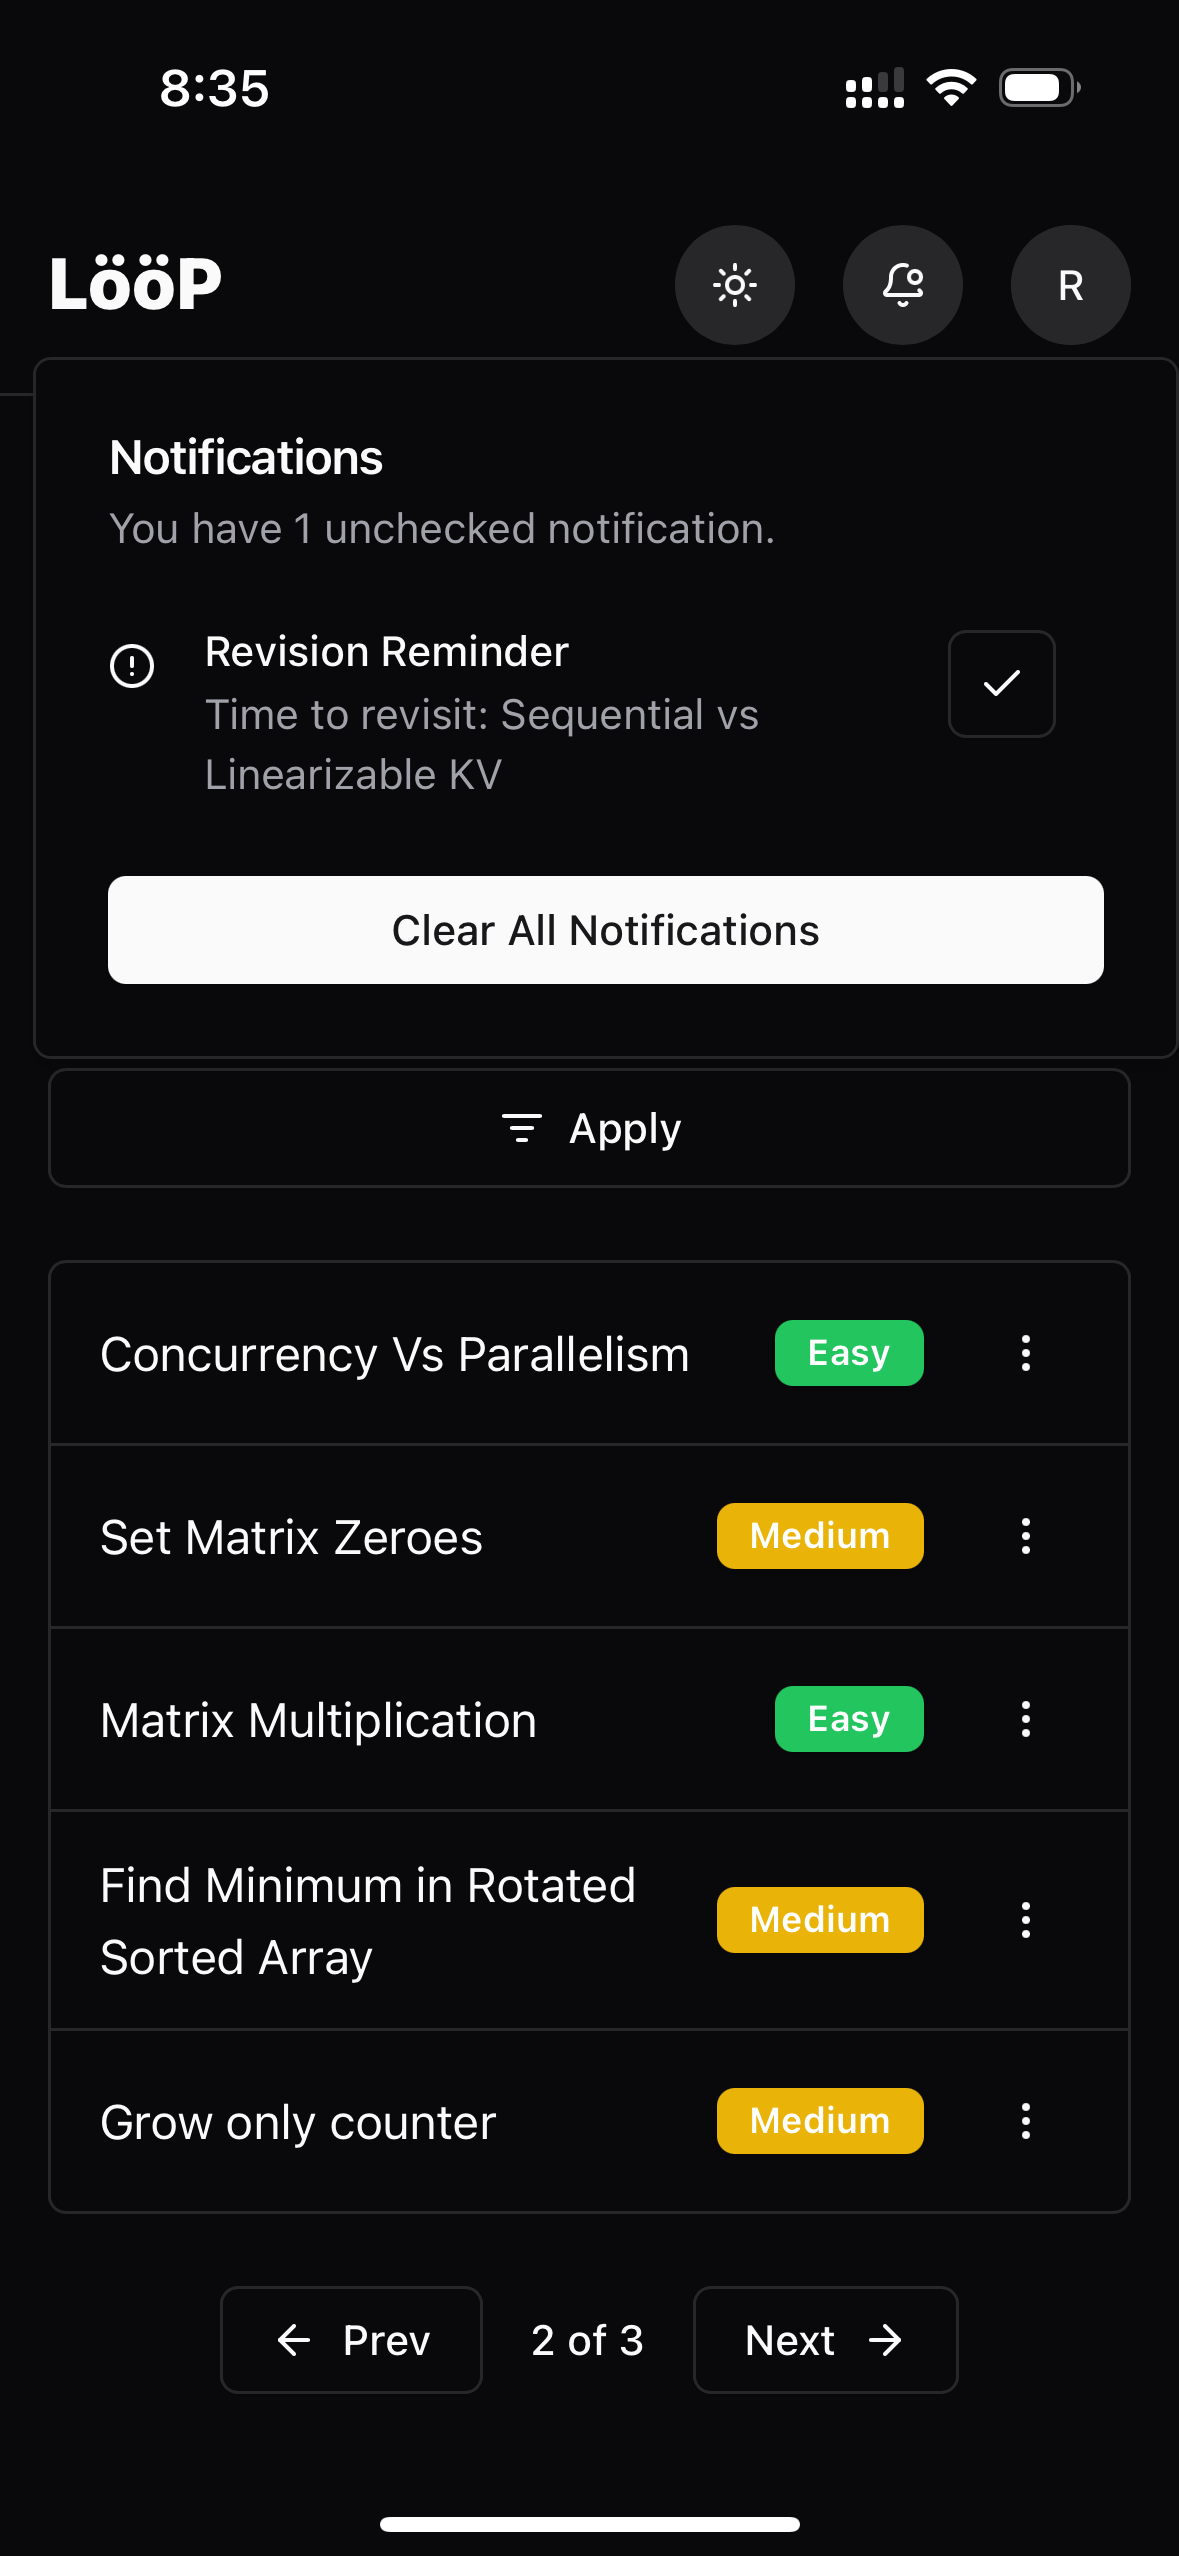 8:35
LööP
R
Notifications
You have 1 unchecked notification.
Revision Reminder
Time to revisit: Sequential vs
Linearizable KV
Clear All Notifications
Apply
Concurrency Vs Parallelism
Easy
Set Matrix Zeroes
Medium
Matrix Multiplication
Easy
Find Minimum in Rotated
Sorted Array
Medium
Grow only counter
Medium
Prev
2 of 3
Next